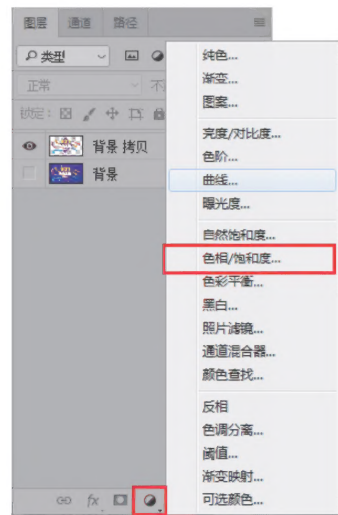 图层 通道 路径
类型
正常 不
锁定:
背景 拷贝
背景
fx
纯色...
渐变...
图案...
亮度/对比度...
色阶...
曲线...
曝光度...
自然饱和度...
色相/饱和度...
色彩平衡...
黑白...
照片滤镜...
通道混合器...
颜色查找...
反相
色调分离...
阈值...
渐变映射...
可选颜色...